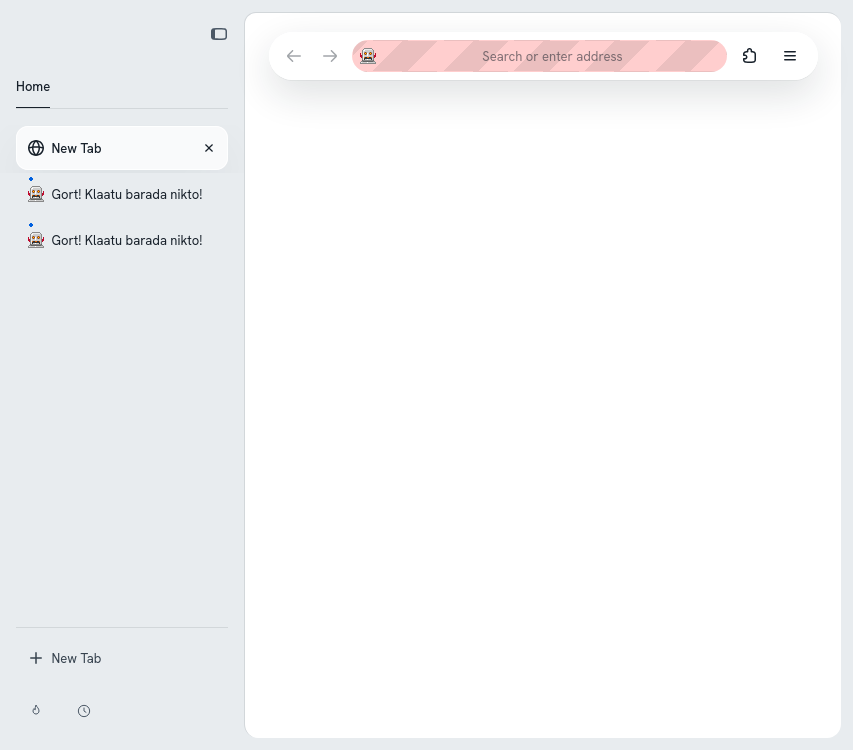 Home
Search or enter address
New Tab
Gort! Klaatu barada nikto!
Gort! Klaatu barada nikto!
New Tab